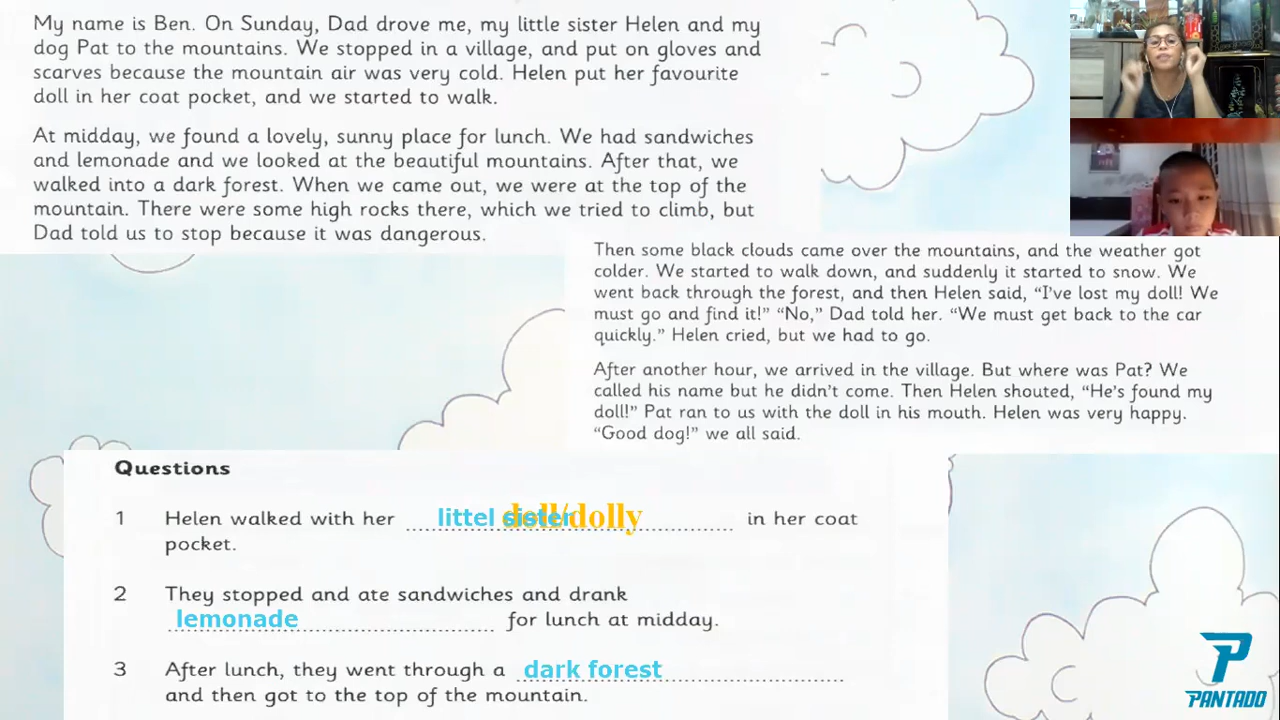 My name is Ben. On Sunday, Dad drove me, my little sister Helen and my
dog Pat to the mountains. We stopped in a village, and put on gloves and
scarves because the mountain air was very cold. Helen put her favourite
doll in her coat pocket, and we started to walk.
At midday, we found a lovely, sunny place for lunch. We had sandwiches
and lemonade and we looked at the beautiful mountains. After that, we
walked into a dark forest. When we came out, we were at the top of the
mountain. There were some high rocks there, which we tried to climb, but
Dad told us to stop because it was dangerous.
Then some black clouds came over the mountains, and the weather got
colder. We started to walk down, and suddenly it started to snow. We
went back through the forest, and then Helen said, “I’ve lost my doll! We
must go and find it!” “No,” Dad told her. “We must get back to the car
quickly.” Helen cried, but we had to go.
After another hour, we arrived in the village. But where was Pat? We
called his name but he didn’t come. Then Helen shouted, “He’s found my
doll!” Pat ran to us with the doll in his mouth. Helen was very happy.
“Good dog!” we all said.
Questions
1 Helen walked with her littel sister doll/dolly in her coat
pocket.
2 They stopped and ate sandwiches and drank
lemonade for lunch at midday.
3 After lunch, they went through a dark forest
and then got to the top of the mountain.
PANTADO